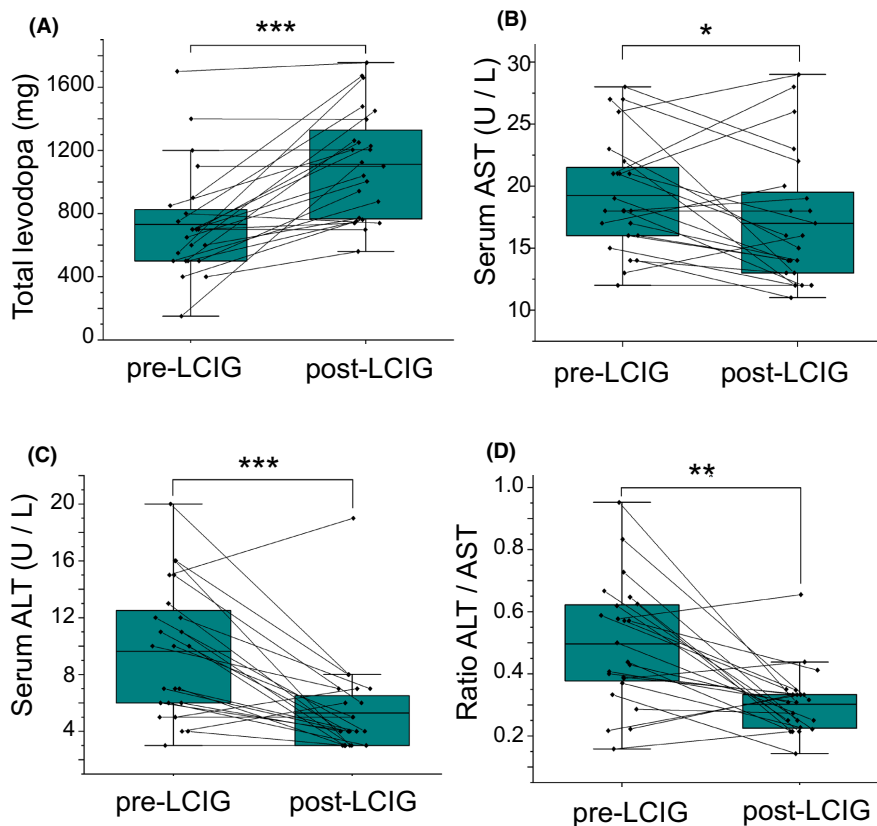 (A)
***
Total levodopa (mg)
1600
1200
800
400
0
pre-LCIG post-LCIG
(B)
*
Serum AST (U / L)
30
25
20
15
10
pre-LCIG post-LCIG
(C)
***
Serum ALT (U / L)
20
16
12
8
4
pre-LCIG post-LCIG
(D)
**
Ratio ALT / AST
1.0
0.8
0.6
0.4
0.2
pre-LCIG post-LCIG